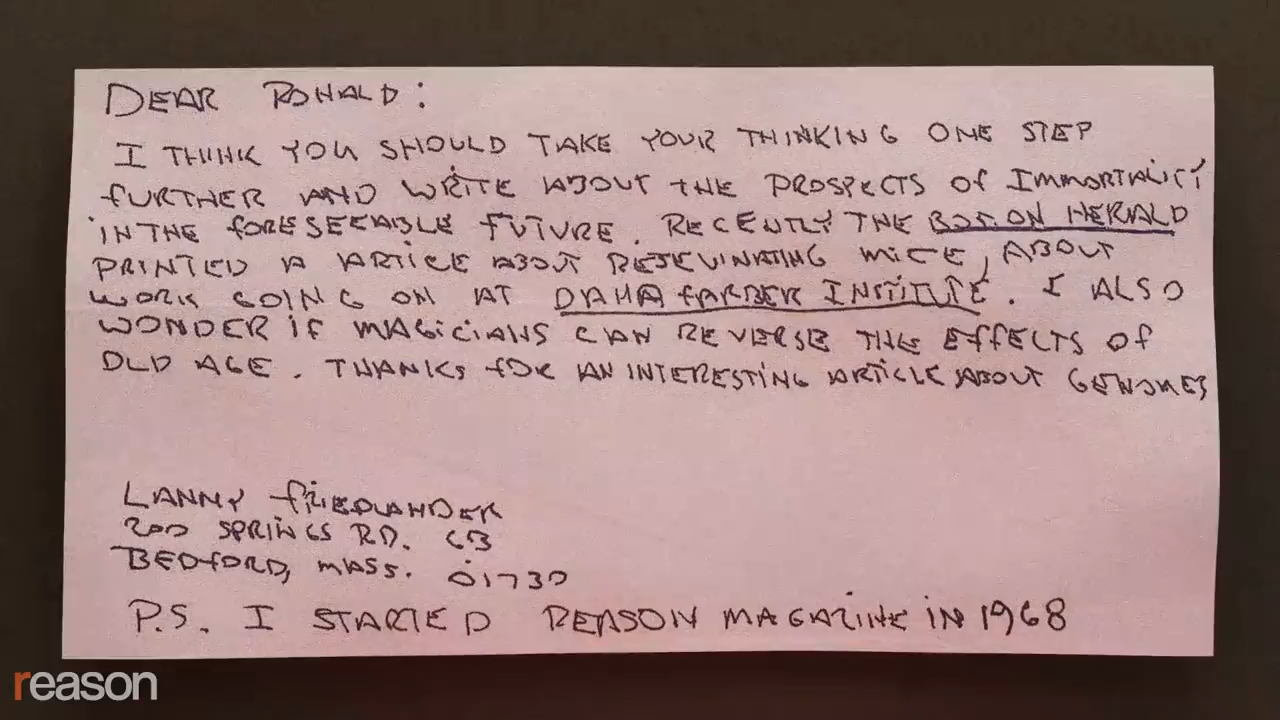 DEAR RONALD:
I THINK YOU SHOULD TAKE YOUR THINKING ONE STEP
FURTHER AND WRITE ABOUT THE PROSPECTS OF IMMORTALITY
IN THE FORESEEABLE FUTURE. RECENTLY THE BOSTON HERALD
PRINTED A ARTICE ABOUT REJEVINATING MICE, ABOUT
WORK GOING ON AT DANA FARBER INSTITUTE. I ALSO
WONDER IF MAGICIANS CAN REVERSE THE EFFECTS OF
OLD AGE. THANKS FOR AN INTERESTING ARTICLE ABOUT GENOMES
LANNY FRIEDLANDER
200 SPRINGS RD. 6B
BEDFORD, MASS. 01730
P.S. I STARTED REASON MAGAZINE IN 1968
reason